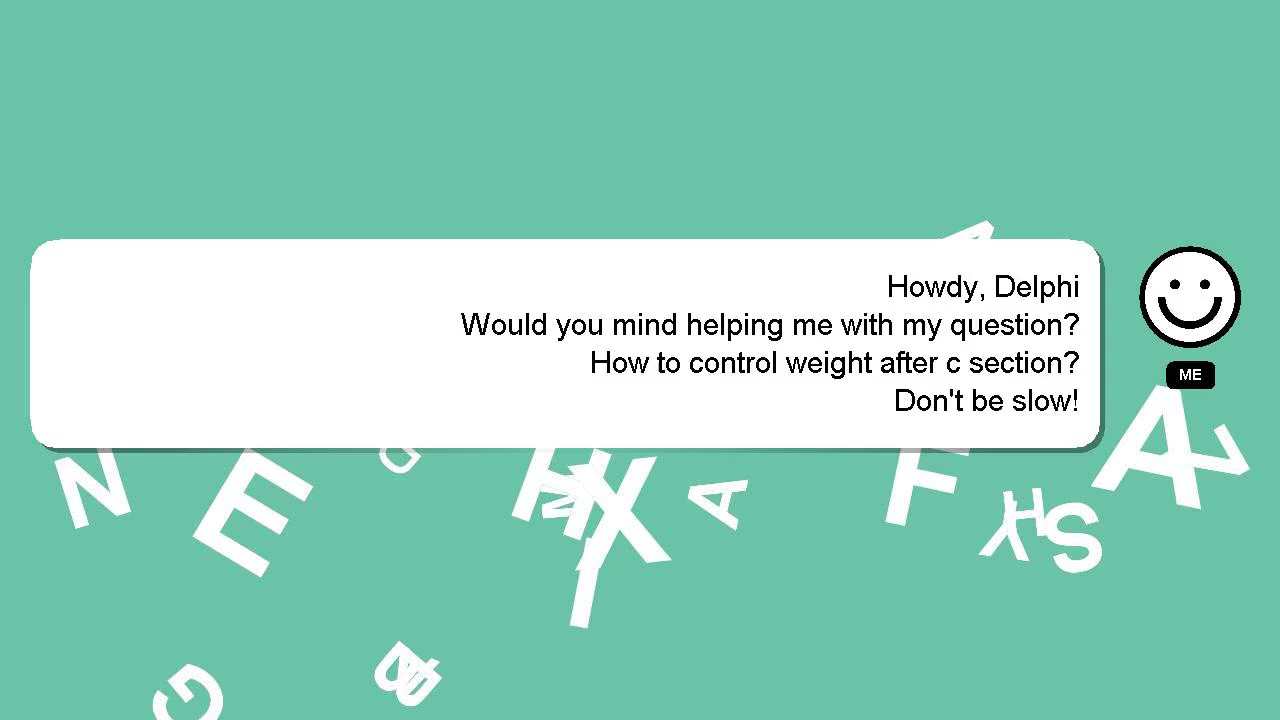 Howdy, Delphi
Would you mind helping me with my question?
How to control weight after c section?
Don't be slow!
ME
N
E
D
H
X
A
F
A
Z
H
S
I
G
B